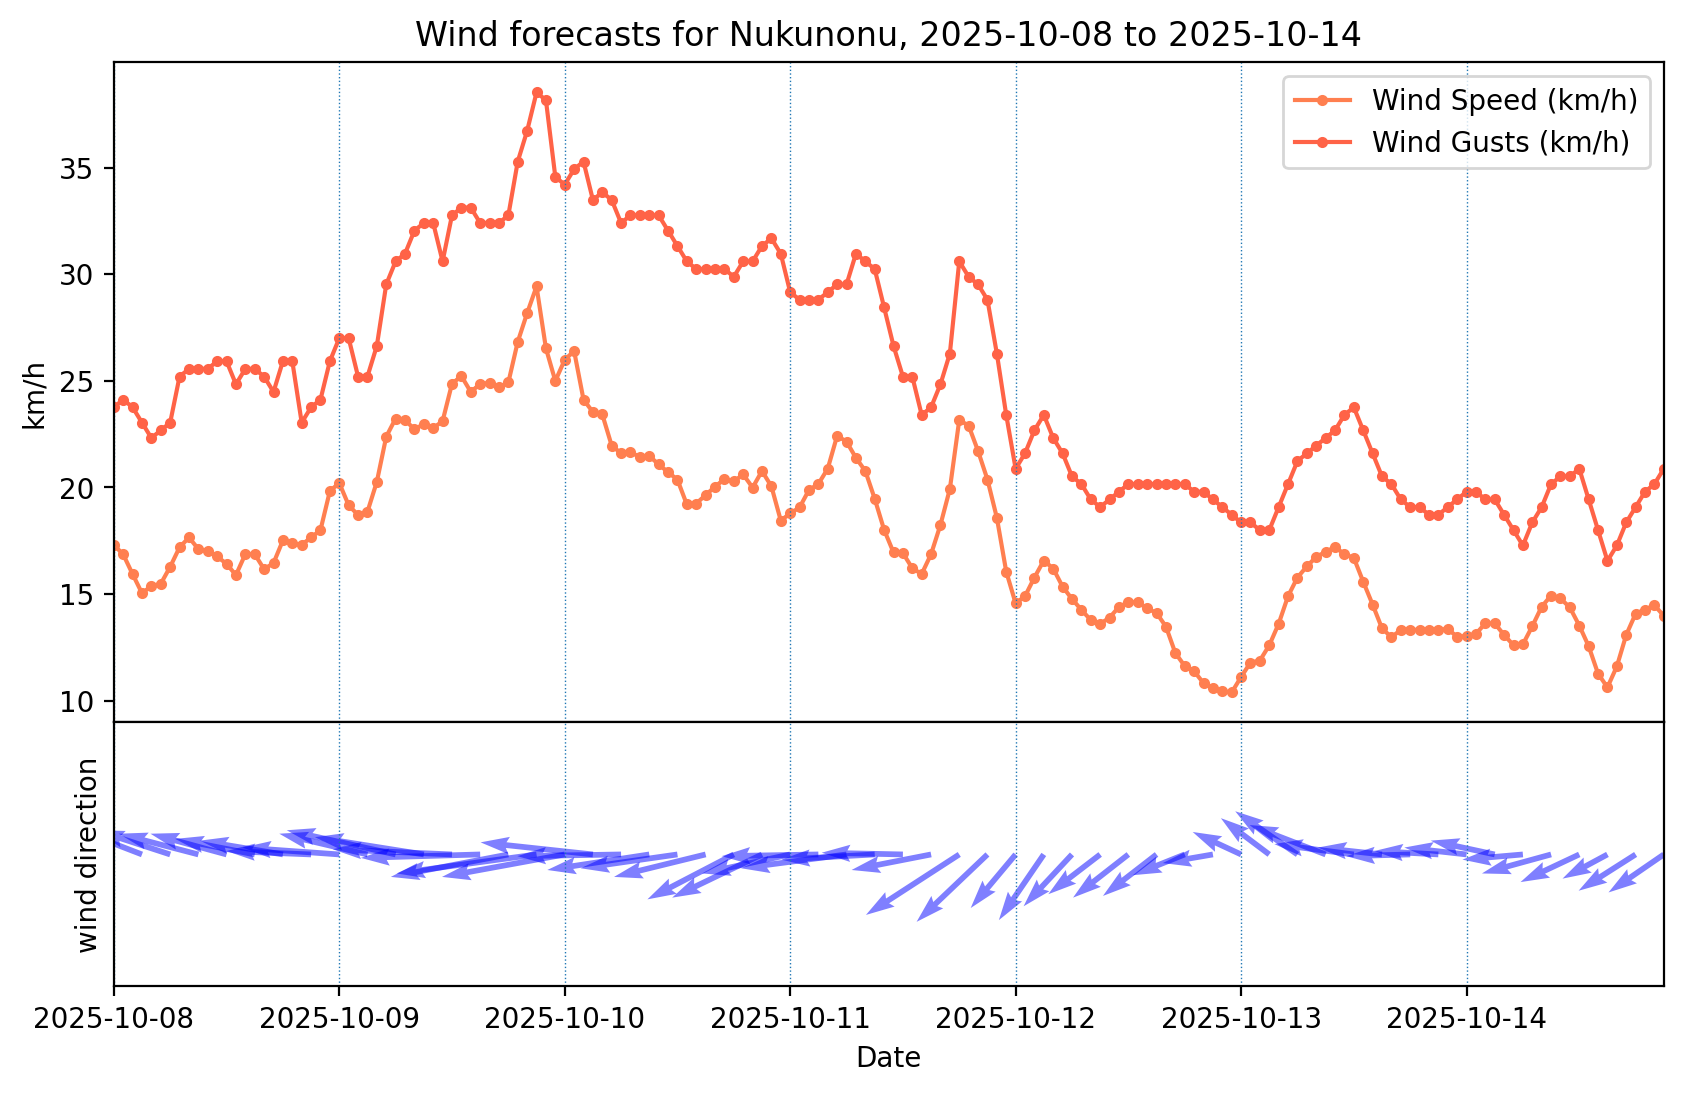 Wind forecasts for Nukunonu, 2025-10-08 to 2025-10-14
Wind Speed (km/h)
Wind Gusts (km/h)
35
30
25
20
15
10
km/h
wind direction
2025-10-08
2025-10-09
2025-10-10
2025-10-11
2025-10-12
2025-10-13
2025-10-14
Date